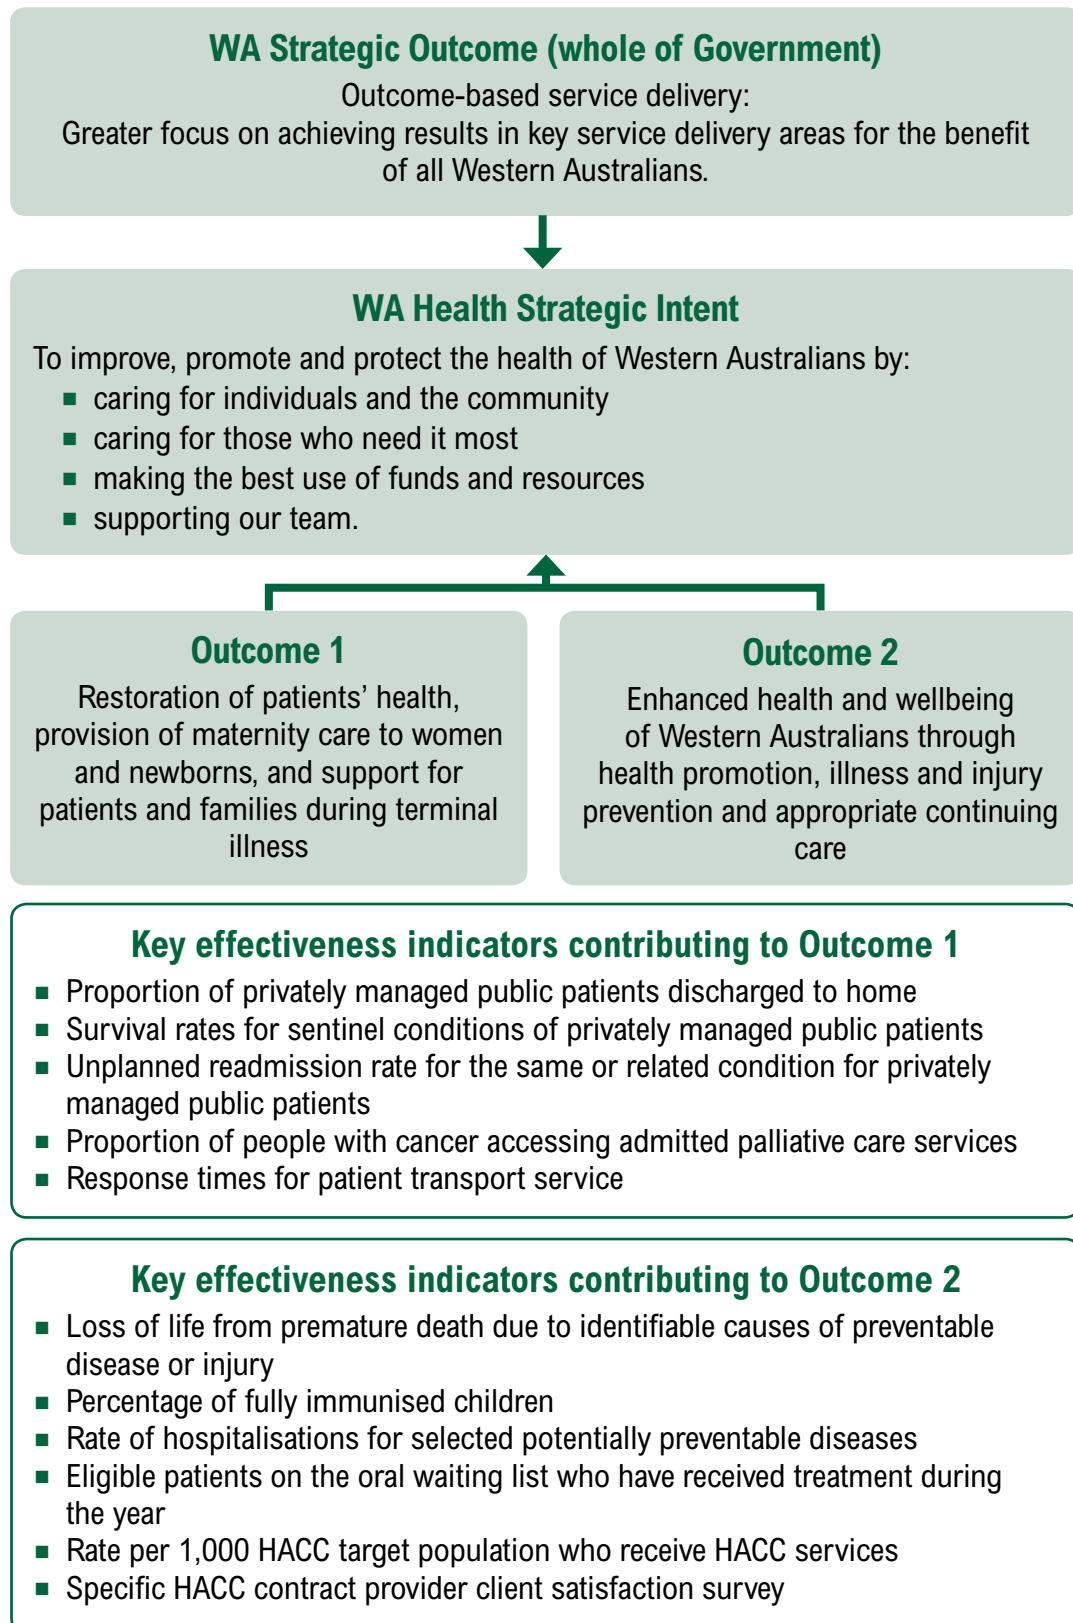 WA Strategic Outcome (whole of Government)
Outcome-based service delivery:
Greater focus on achieving results in key service delivery areas for the benefit
of all Western Australians.
WA Health Strategic Intent
To improve, promote and protect the health of Western Australians by:
■ caring for individuals and the community
■ caring for those who need it most
■ making the best use of funds and resources
■ supporting our team.
Outcome 1
Restoration of patients’ health,
provision of maternity care to women
and newborns, and support for
patients and families during terminal
illness
Outcome 2
Enhanced health and wellbeing
of Western Australians through
health promotion, illness and injury
prevention and appropriate continuing
care
Key effectiveness indicators contributing to Outcome 1
■ Proportion of privately managed public patients discharged to home
■ Survival rates for sentinel conditions of privately managed public patients
■ Unplanned readmission rate for the same or related condition for privately
managed public patients
■ Proportion of people with cancer accessing admitted palliative care services
■ Response times for patient transport service
Key effectiveness indicators contributing to Outcome 2
■ Loss of life from premature death due to identifiable causes of preventable
disease or injury
■ Percentage of fully immunised children
■ Rate of hospitalisations for selected potentially preventable diseases
■ Eligible patients on the oral waiting list who have received treatment during
the year
■ Rate per 1,000 HACC target population who receive HACC services
■ Specific HACC contract provider client satisfaction survey